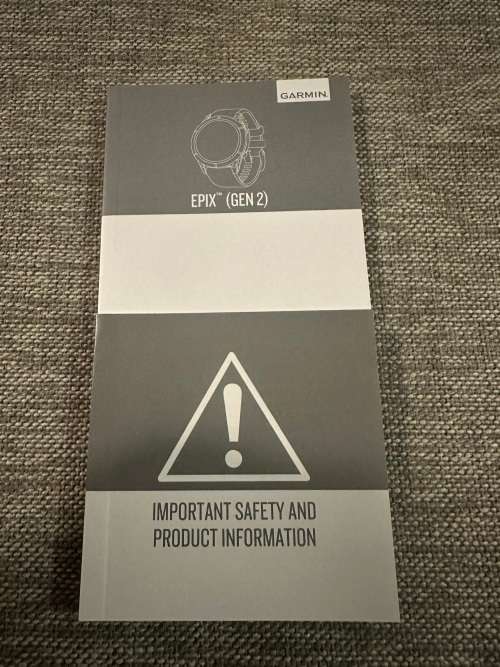 GARMIN.
EPIX™ (GEN 2)
IMPORTANT SAFETY AND
PRODUCT INFORMATION